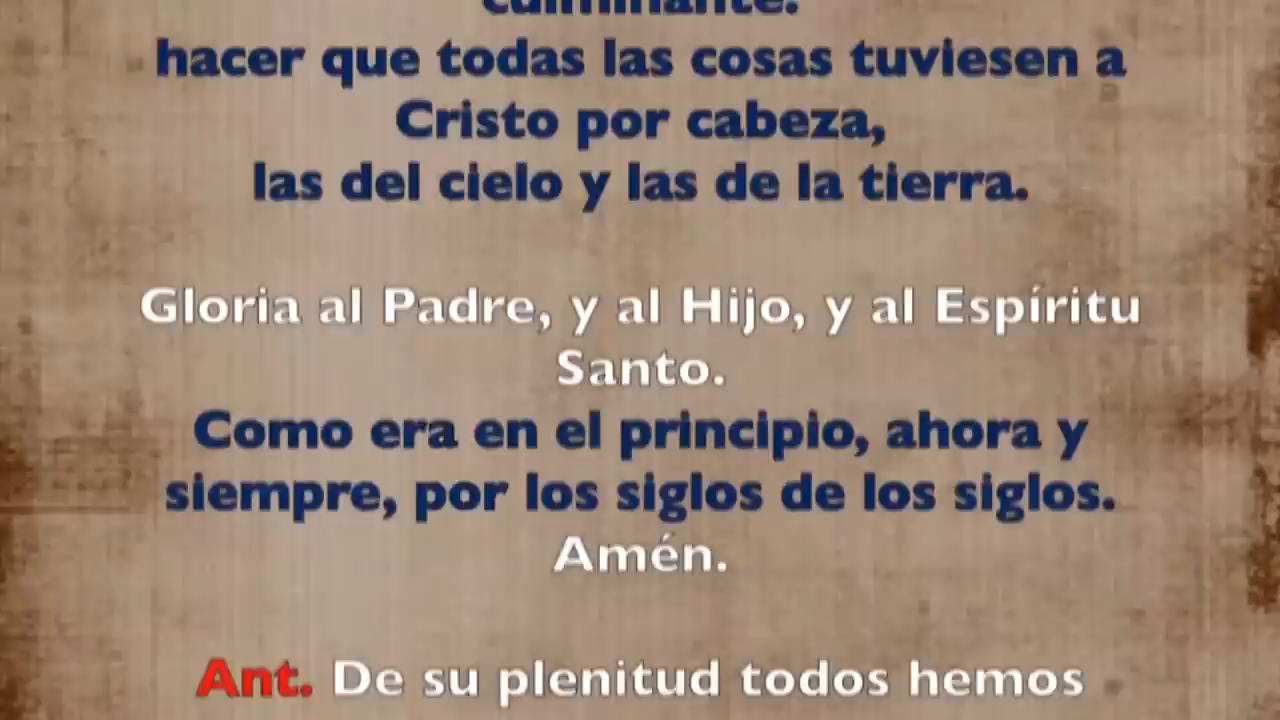 culminante:
hacer que todas las cosas tuviesen a
Cristo por cabeza,
las del cielo y las de la tierra.
Gloria al Padre, y al Hijo, y al Espíritu
Santo.
Como era en el principio, ahora y
siempre, por los siglos de los siglos.
Amén.
Ant. De su plenitud todos hemos